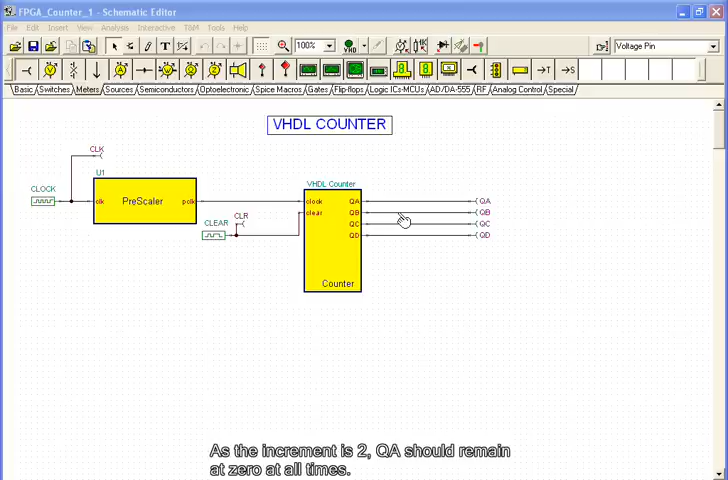 FPGA_Counter_1 - Schematic Editor
File Edit Insert View Analysis Interactive T&M Tools Help
100% VHD HK Voltage Pin
V A V A Ω Z T S
Basic Switches Meters Sources Semiconductors Optoelectronic Spice Macros Gates Flip-flops Logic ICs-MCUs AD/DA-555 RF Analog Control Special
VHDL COUNTER
CLK
U1 VHDL Counter
CLOCK clk PreScaler pclk clock QA QA
CLEAR CLR clear QB QB
QC QC
QD QD
Counter
As the increment is 2, QA should remain
at zero at all times.